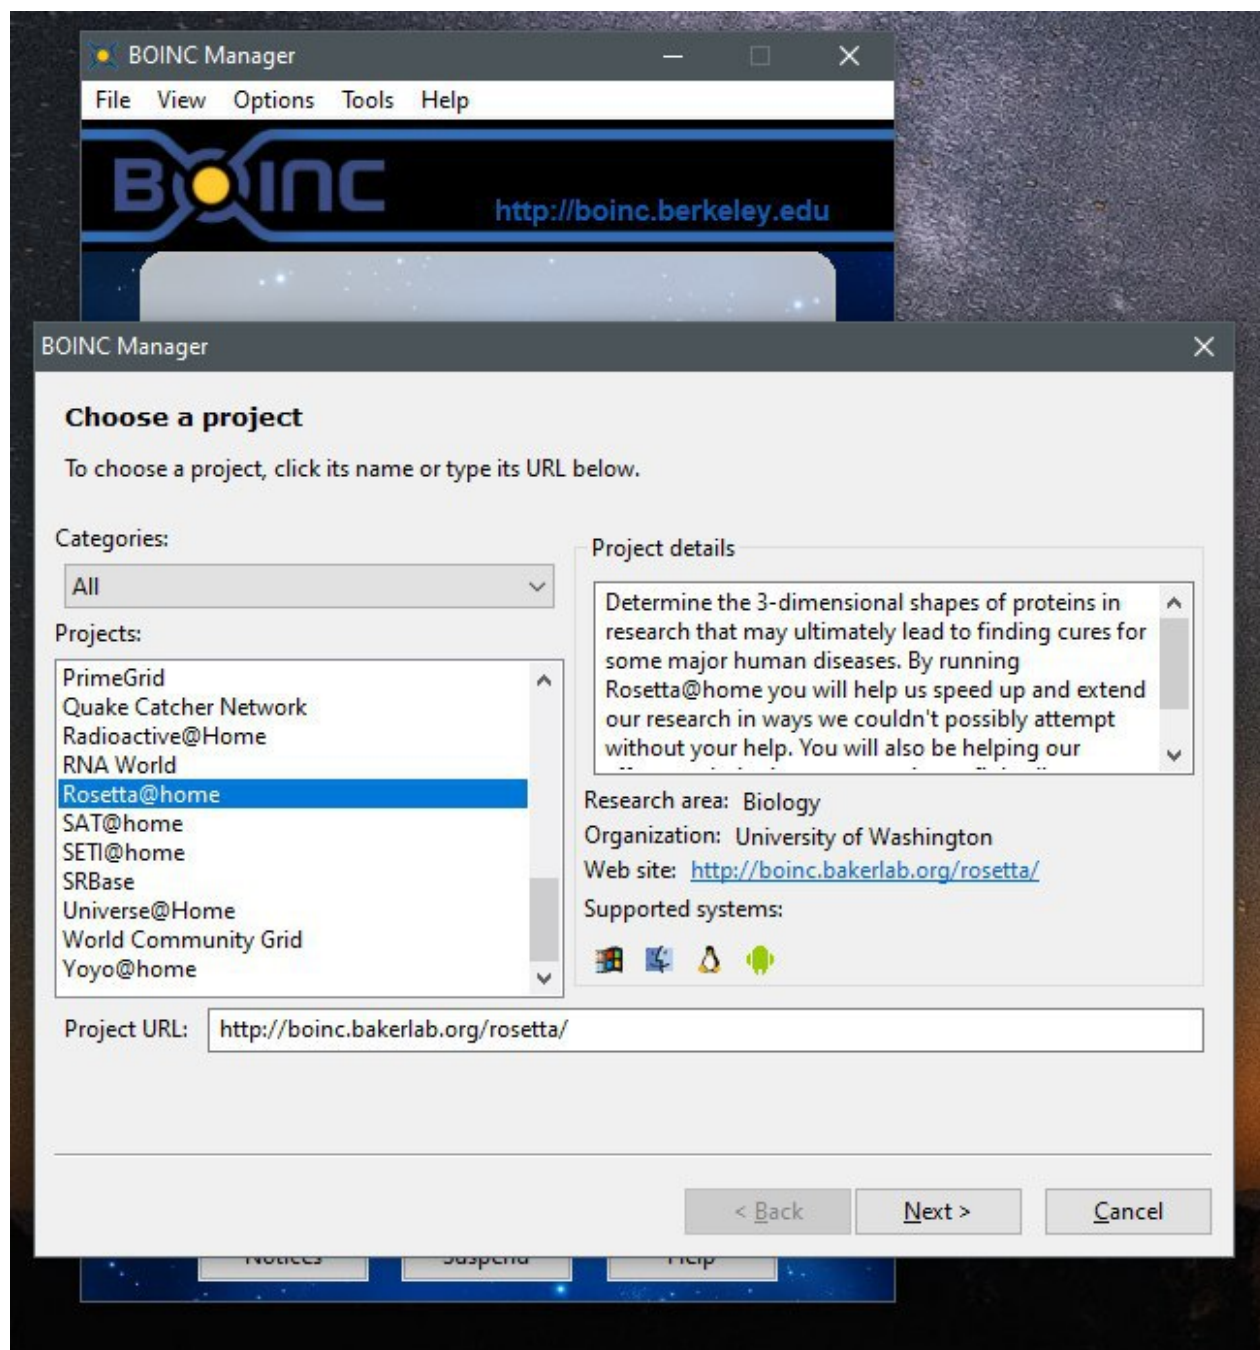 BOINC Manager
File View Options Tools Help
BOINC
http://boinc.berkeley.edu
BOINC Manager
Choose a project
To choose a project, click its name or type its URL below.
Categories:
All
Projects:
PrimeGrid
Quake Catcher Network
Radioactive@Home
RNA World
Rosetta@home
SAT@home
SETI@home
SRBase
Universe@Home
World Community Grid
Yoyo@home
Project details
Determine the 3-dimensional shapes of proteins in
research that may ultimately lead to finding cures for
some major human diseases. By running
Rosetta@home you will help us speed up and extend
our research in ways we couldn't possibly attempt
without your help. You will also be helping our
Research area: Biology
Organization: University of Washington
Web site: http://boinc.bakerlab.org/rosetta/
Supported systems:
Project URL: http://boinc.bakerlab.org/rosetta/
< Back Next > Cancel
Notices Suspend Help